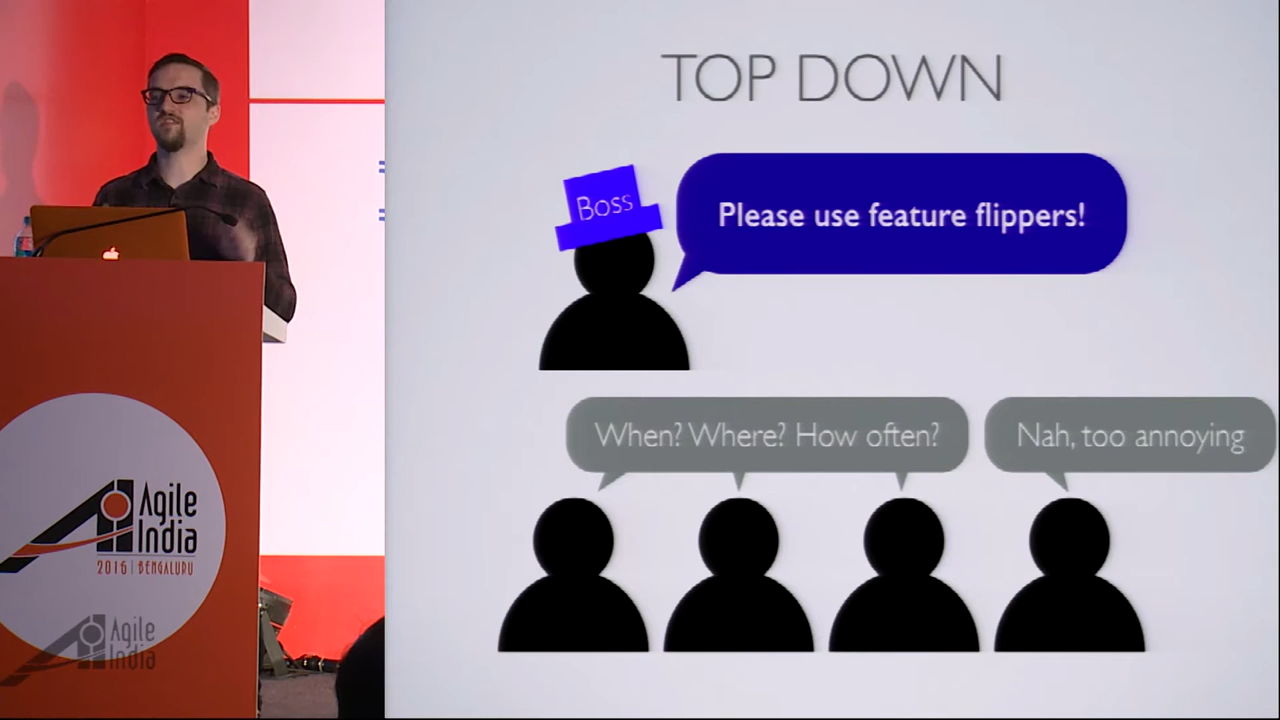 TOP DOWN
Boss
Please use feature flippers!
When? Where? How often?
Nah, too annoying
Agile
India
2016 | BENGALURU
Agile
India